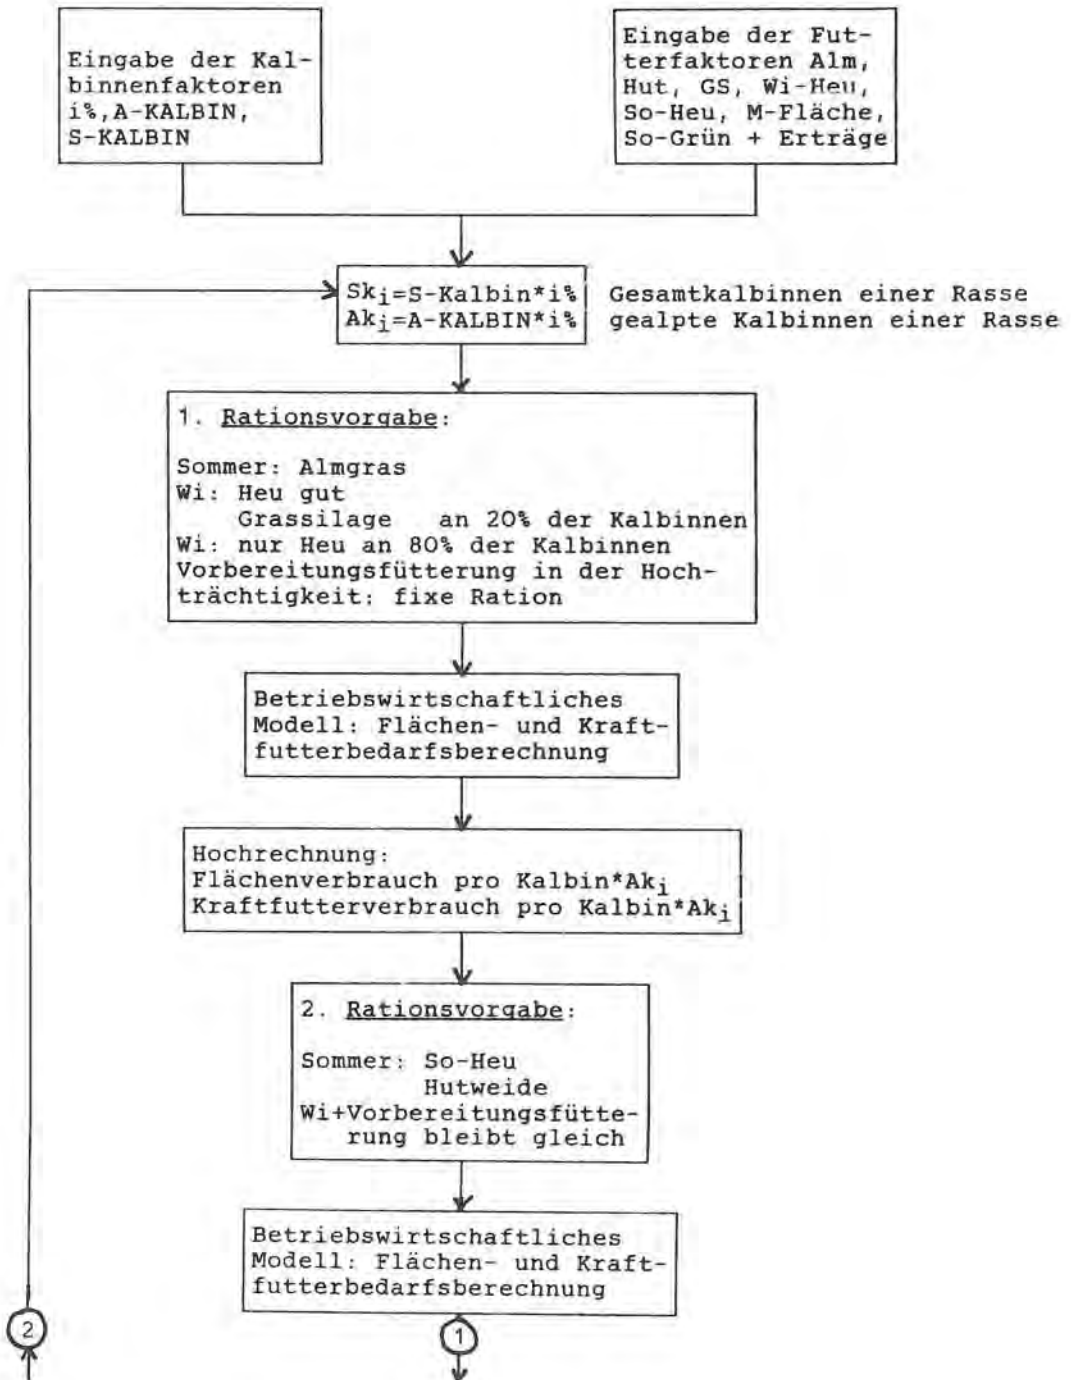 Eingabe der Kal-
binnenfaktoren
i%,A-KALBIN,
S-KALBIN
Eingabe der Fut-
terfaktoren Alm,
Hut, GS, Wi-Heu,
So-Heu, M-Fläche,
So-Grün + Erträge
Ski=S-Kalbin*i%
Aki=A-KALBIN*i%
Gesamtkalbinnen einer Rasse
gealpte Kalbinnen einer Rasse
1. Rationsvorgabe:
Sommer: Almgras
Wi: Heu gut
Grassilage an 20% der Kalbinnen
Wi: nur Heu an 80% der Kalbinnen
Vorbereitungsfütterung in der Hoch-
trächtigkeit: fixe Ration
Betriebswirtschaftliches
Modell: Flächen- und Kraft-
futterbedarfsberechnung
Hochrechnung:
Flächenverbrauch pro Kalbin*Aki
Kraftfutterverbrauch pro Kalbin*Aki
2. Rationsvorgabe:
Sommer: So-Heu
Hutweide
Wi+Vorbereitungsfütte-
rung bleibt gleich
Betriebswirtschaftliches
Modell: Flächen- und Kraft-
futterbedarfsberechnung
2
1